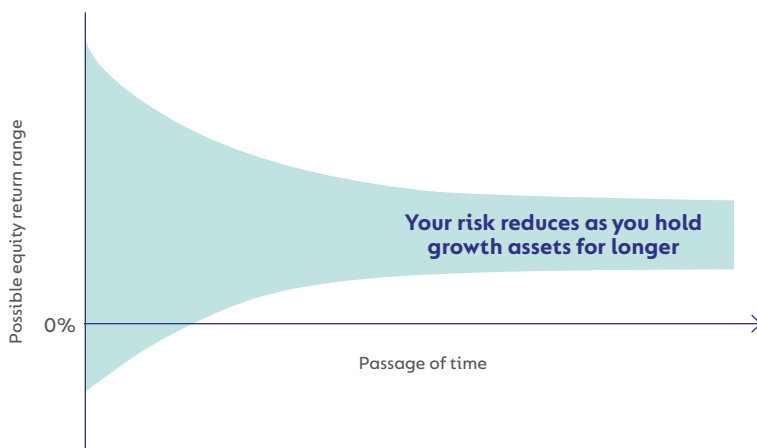 Possible equity return range
Your risk reduces as you hold
growth assets for longer
0%
Passage of time